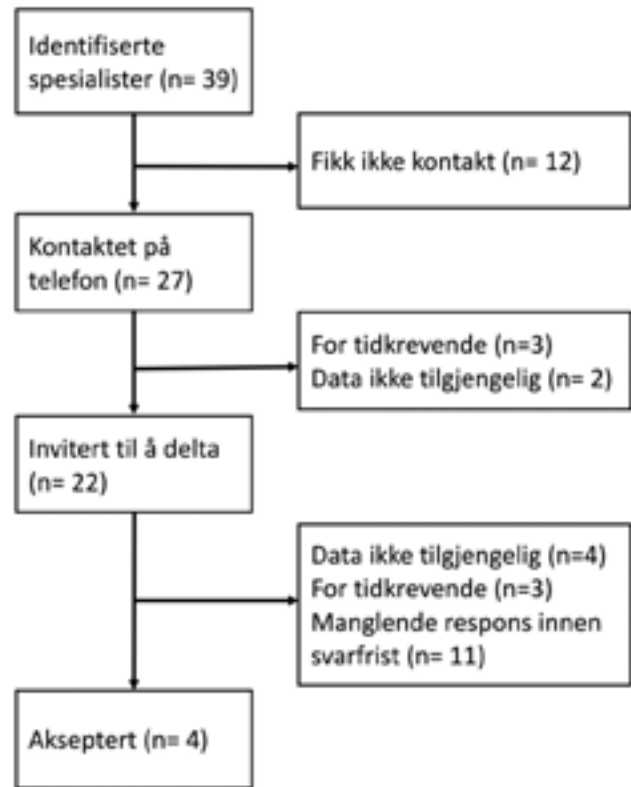 Identifiserte
spesialister (n= 39)
Fikk ikke kontakt (n= 12)
Kontaktet på
telefon (n= 27)
For tidkrevende (n=3)
Data ikke tilgjengelig (n= 2)
Invitert til å delta
(n= 22)
Data ikke tilgjengelig (n=4)
For tidkrevende (n=3)
Manglende respons innen
svarfrist (n= 11)
Akseptert (n= 4)